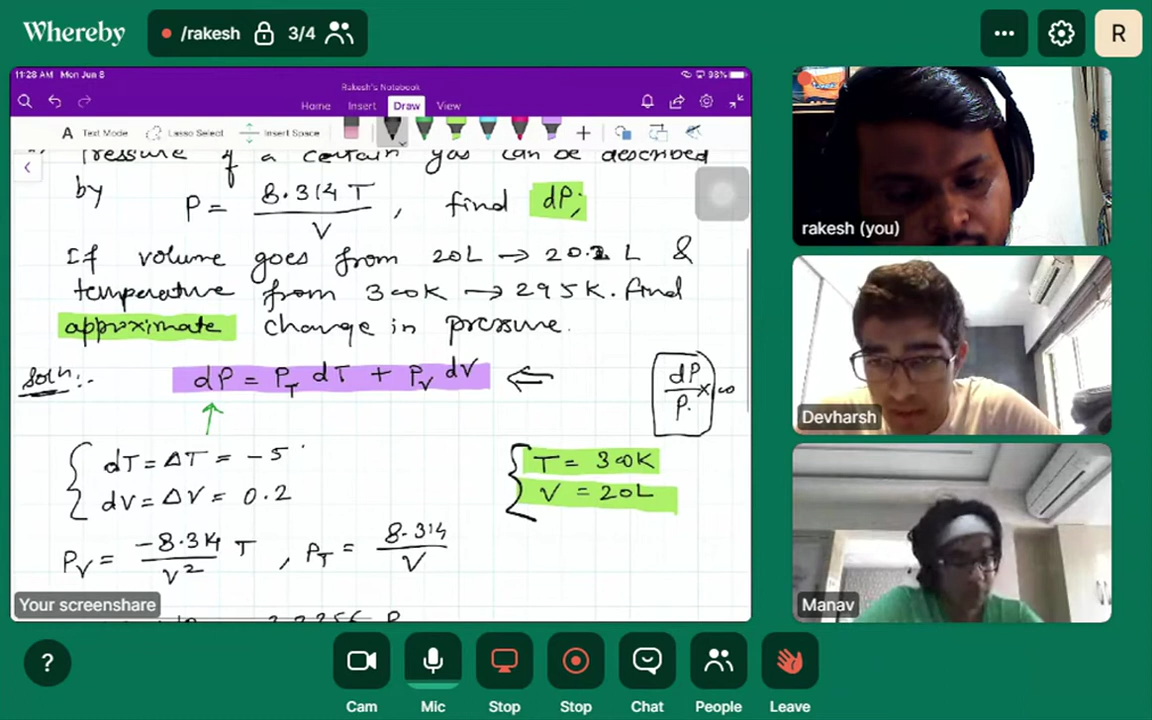 Whereby
/rakesh 3/4
R
11:28 AM Mon Jun 8
93%
Rakesh's Notebook
Home Insert Draw View
A Text Mode Lasso Select Insert Space
Pressure of a certain gas can be described
by P = 8.314 T / V , find dP;
If volume goes from 20L → 20.2 L &
temperature from 300K → 295K. Find
approximate change in pressure.
Soln:-
dP = P_T dT + P_V dV ⇐
dP / P × 100
dT = ΔT = -5
dV = ΔV = 0.2
T = 300K
V = 20L
P_V = -8.314 T / V² , P_T = 8.314 / V
Your screenshare
rakesh (you)
Devharsh
Manav
?
Cam Mic Stop Stop Chat People Leave